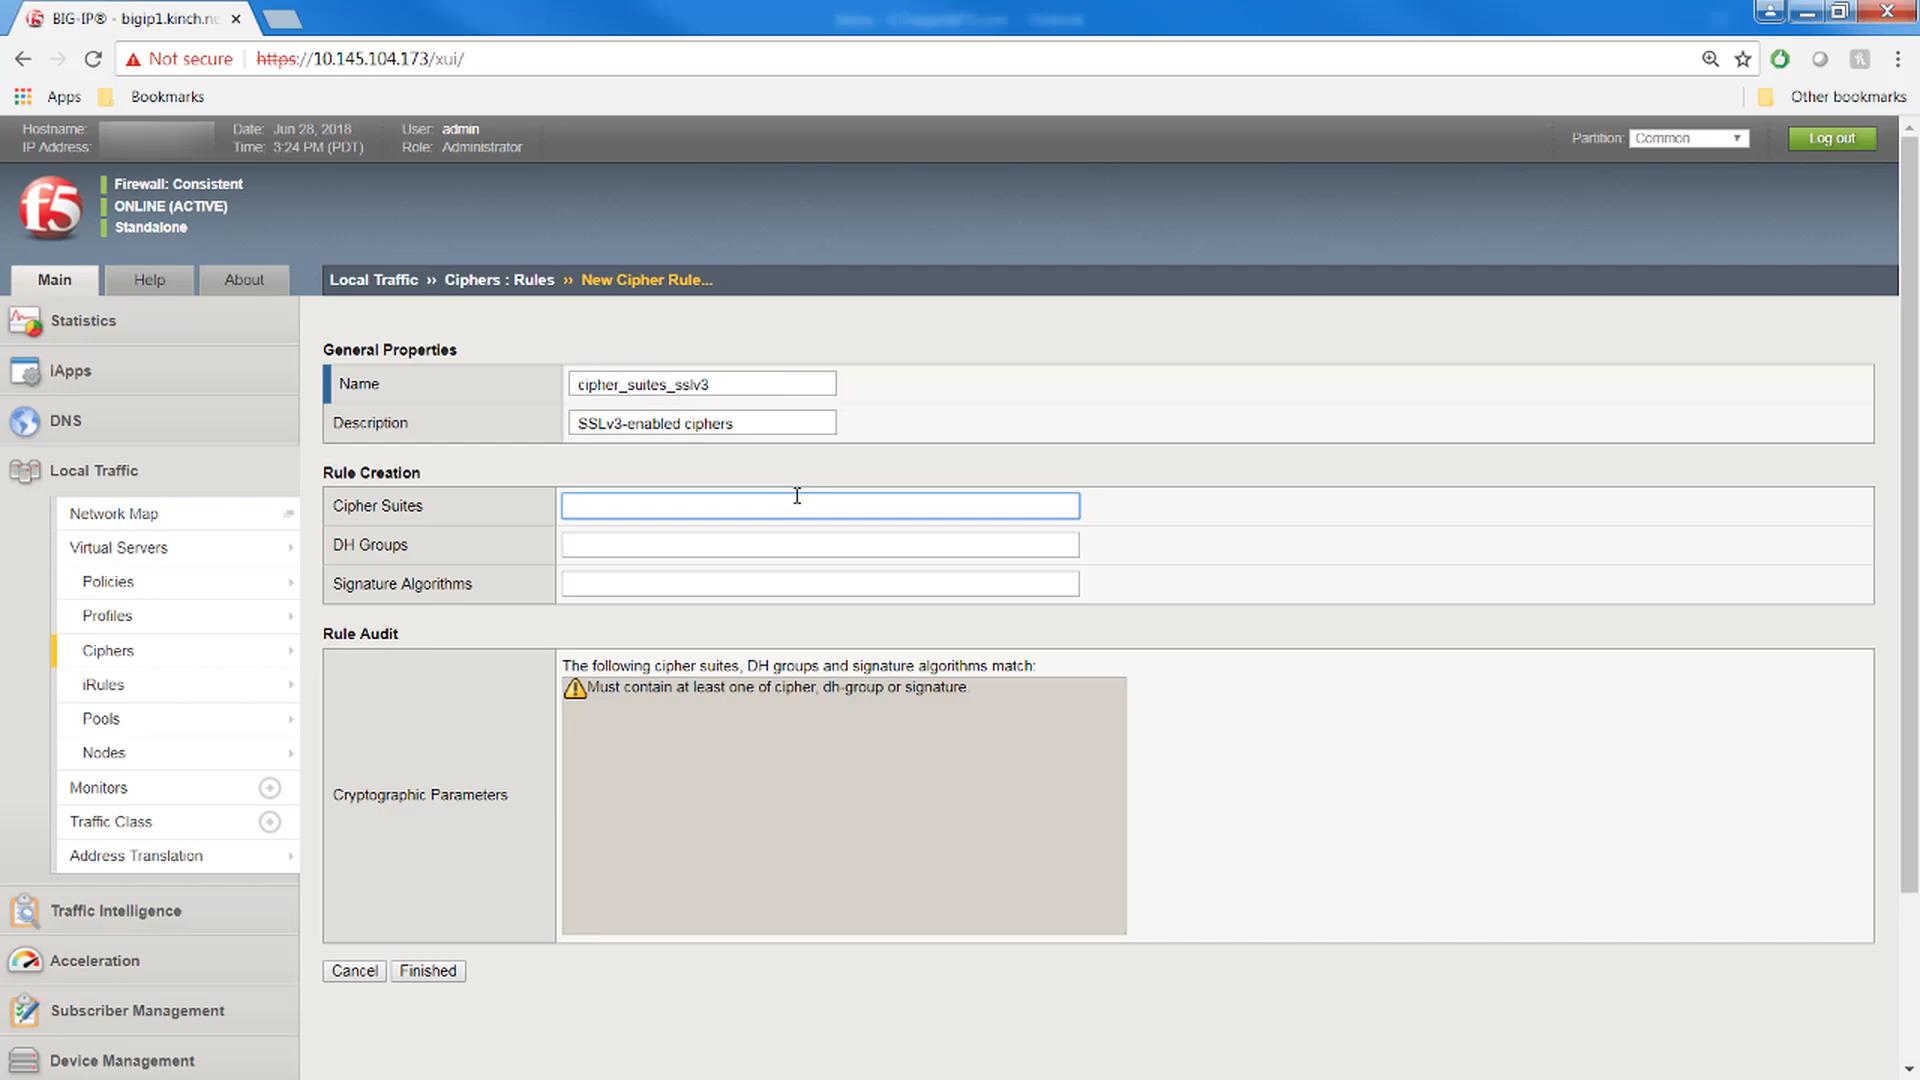 BIG-IP® - bigip1.kinch.ne
Not secure https://10.145.104.173/xui/
Apps Bookmarks Other bookmarks
Hostname: Date: Jun 28, 2018 User: admin
IP Address: Time: 3:24 PM (PDT) Role: Administrator
Partition: Common Log out
f5
Firewall: Consistent
ONLINE (ACTIVE)
Standalone
Main Help About
Local Traffic ›› Ciphers : Rules ›› New Cipher Rule...
Statistics
iApps
DNS
Local Traffic
Network Map
Virtual Servers
Policies
Profiles
Ciphers
iRules
Pools
Nodes
Monitors
Traffic Class
Address Translation
Traffic Intelligence
Acceleration
Subscriber Management
Device Management
General Properties
Name cipher_suites_sslv3
Description SSLv3-enabled ciphers
Rule Creation
Cipher Suites
DH Groups
Signature Algorithms
Rule Audit
Cryptographic Parameters
The following cipher suites, DH groups and signature algorithms match:
Must contain at least one of cipher, dh-group or signature.
Cancel Finished